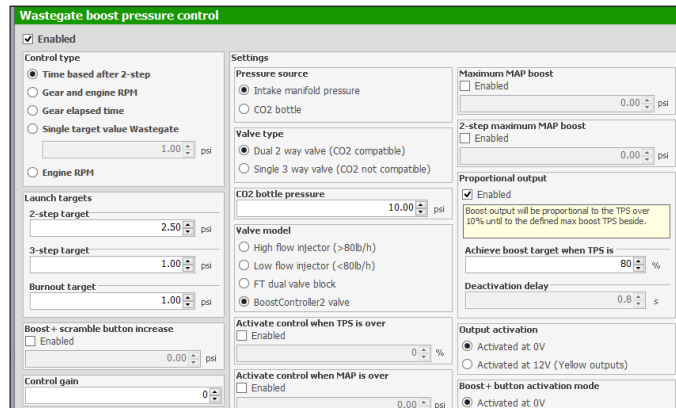 Wastegate boost pressure control
Enabled
Control type
Time based after 2-step
Gear and engine RPM
Gear elapsed time
Single target value Wastegate
1.00 psi
Engine RPM
Launch targets
2-step target
2.50 psi
3-step target
1.00 psi
Burnout target
1.00 psi
Boost+ scramble button increase
Enabled
0.00 psi
Control gain
0
Settings
Pressure source
Intake manifold pressure
CO2 bottle
Valve type
Dual 2 way valve (CO2 compatible)
Single 3 way valve (CO2 not compatible)
CO2 bottle pressure
10.00 psi
Valve model
High flow injector (>80lb/h)
Low flow injector (<80lb/h)
FT dual valve block
BoostController2 valve
Activate control when TPS is over
Enabled
0 %
Activate control when MAP is over
Enabled
0.00 psi
Maximum MAP boost
Enabled
0.00 psi
2-step maximum MAP boost
Enabled
0.00 psi
Proportional output
Enabled
Boost output will be proportional to the TPS over
10% until to the defined max boost TPS beside.
Achieve boost target when TPS is
80 %
Deactivation delay
0.8 s
Output activation
Activated at 0V
Activated at 12V (Yellow outputs)
Boost+ button activation mode
Activated at 0V